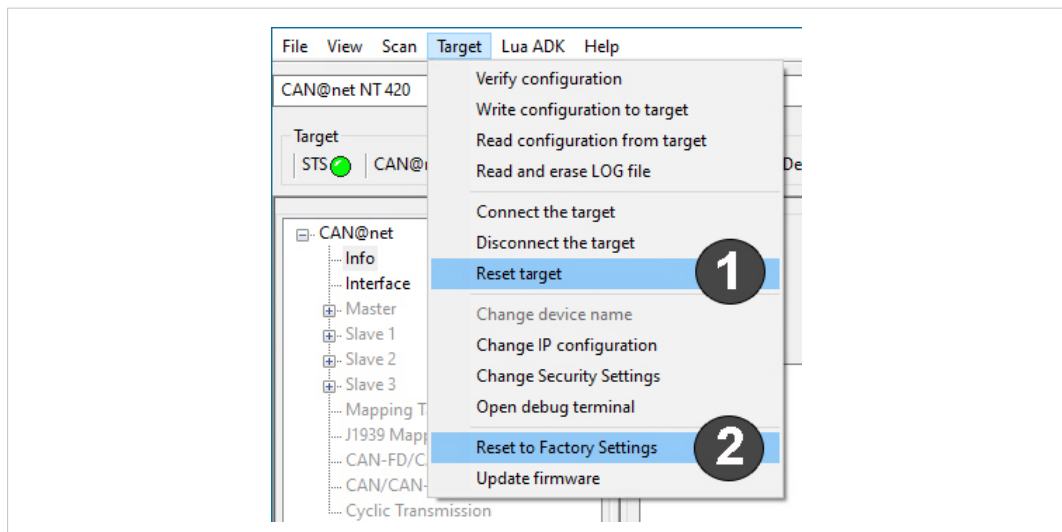 File View Scan Target Lua ADK Help
CAN@net NT 420
Verify configuration
Write configuration to target
Read configuration from target
Read and erase LOG file
Target
STS CAN@
Connect the target
Disconnect the target
Reset target
1
Change device name
Change IP configuration
Change Security Settings
Open debug terminal
Reset to Factory Settings
2
Update firmware
CAN@net
Info
Interface
Master
Slave 1
Slave 2
Slave 3
Mapping
J1939
CAN-FD/
CAN/CAN-
Cyclic Transmission